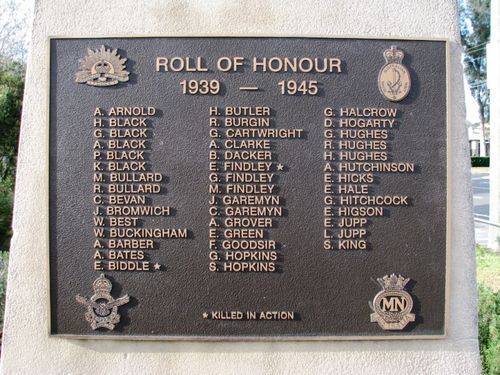 ROLL OF HONOUR
1939 — 1945
A. ARNOLD
H. BLACK
G. BLACK
A. BLACK
P. BLACK
K. BLACK
M. BULLARD
R. BULLARD
C. BEVAN
J. BROMWICH
W. BEST
W. BUCKINGHAM
A. BARBER
A. BATES
E. BIDDLE *
H. BUTLER
R. BURGIN
G. CARTWRIGHT
A. CLARKE
B. DACKER
E. FINDLEY *
G. FINDLEY
M. FINDLEY
J. GAREMYN
C. GAREMYN
A. GROVER
E. GREEN
F. GOODSIR
G. HOPKINS
S. HOPKINS
G. HALCROW
D. HOGARTY
G. HUGHES
R. HUGHES
H. HUGHES
A. HUTCHINSON
E. HICKS
E. HALE
G. HITCHCOCK
E. HIGSON
E. JUPP
L. JUPP
S. KING
* KILLED IN ACTION
MN